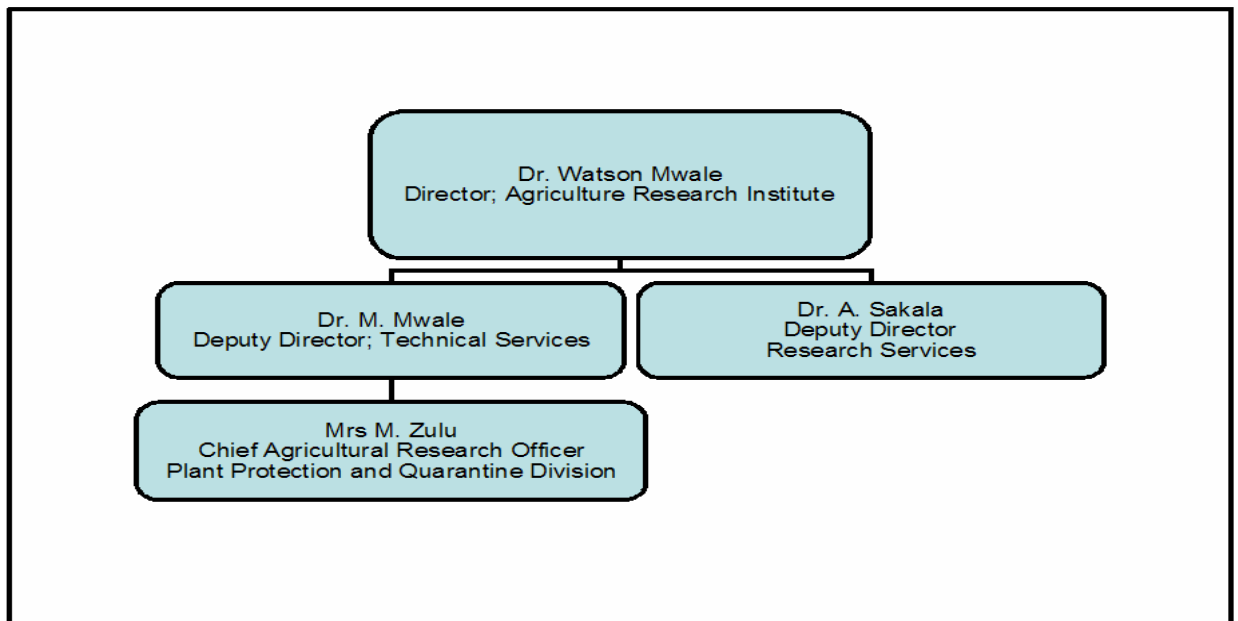 Dr. Watson Mwale
Director; Agriculture Research Institute
Dr. M. Mwale
Deputy Director; Technical Services
Dr. A. Sakala
Deputy Director
Research Services
Mrs M. Zulu
Chief Agricultural Research Officer
Plant Protection and Quarantine Division